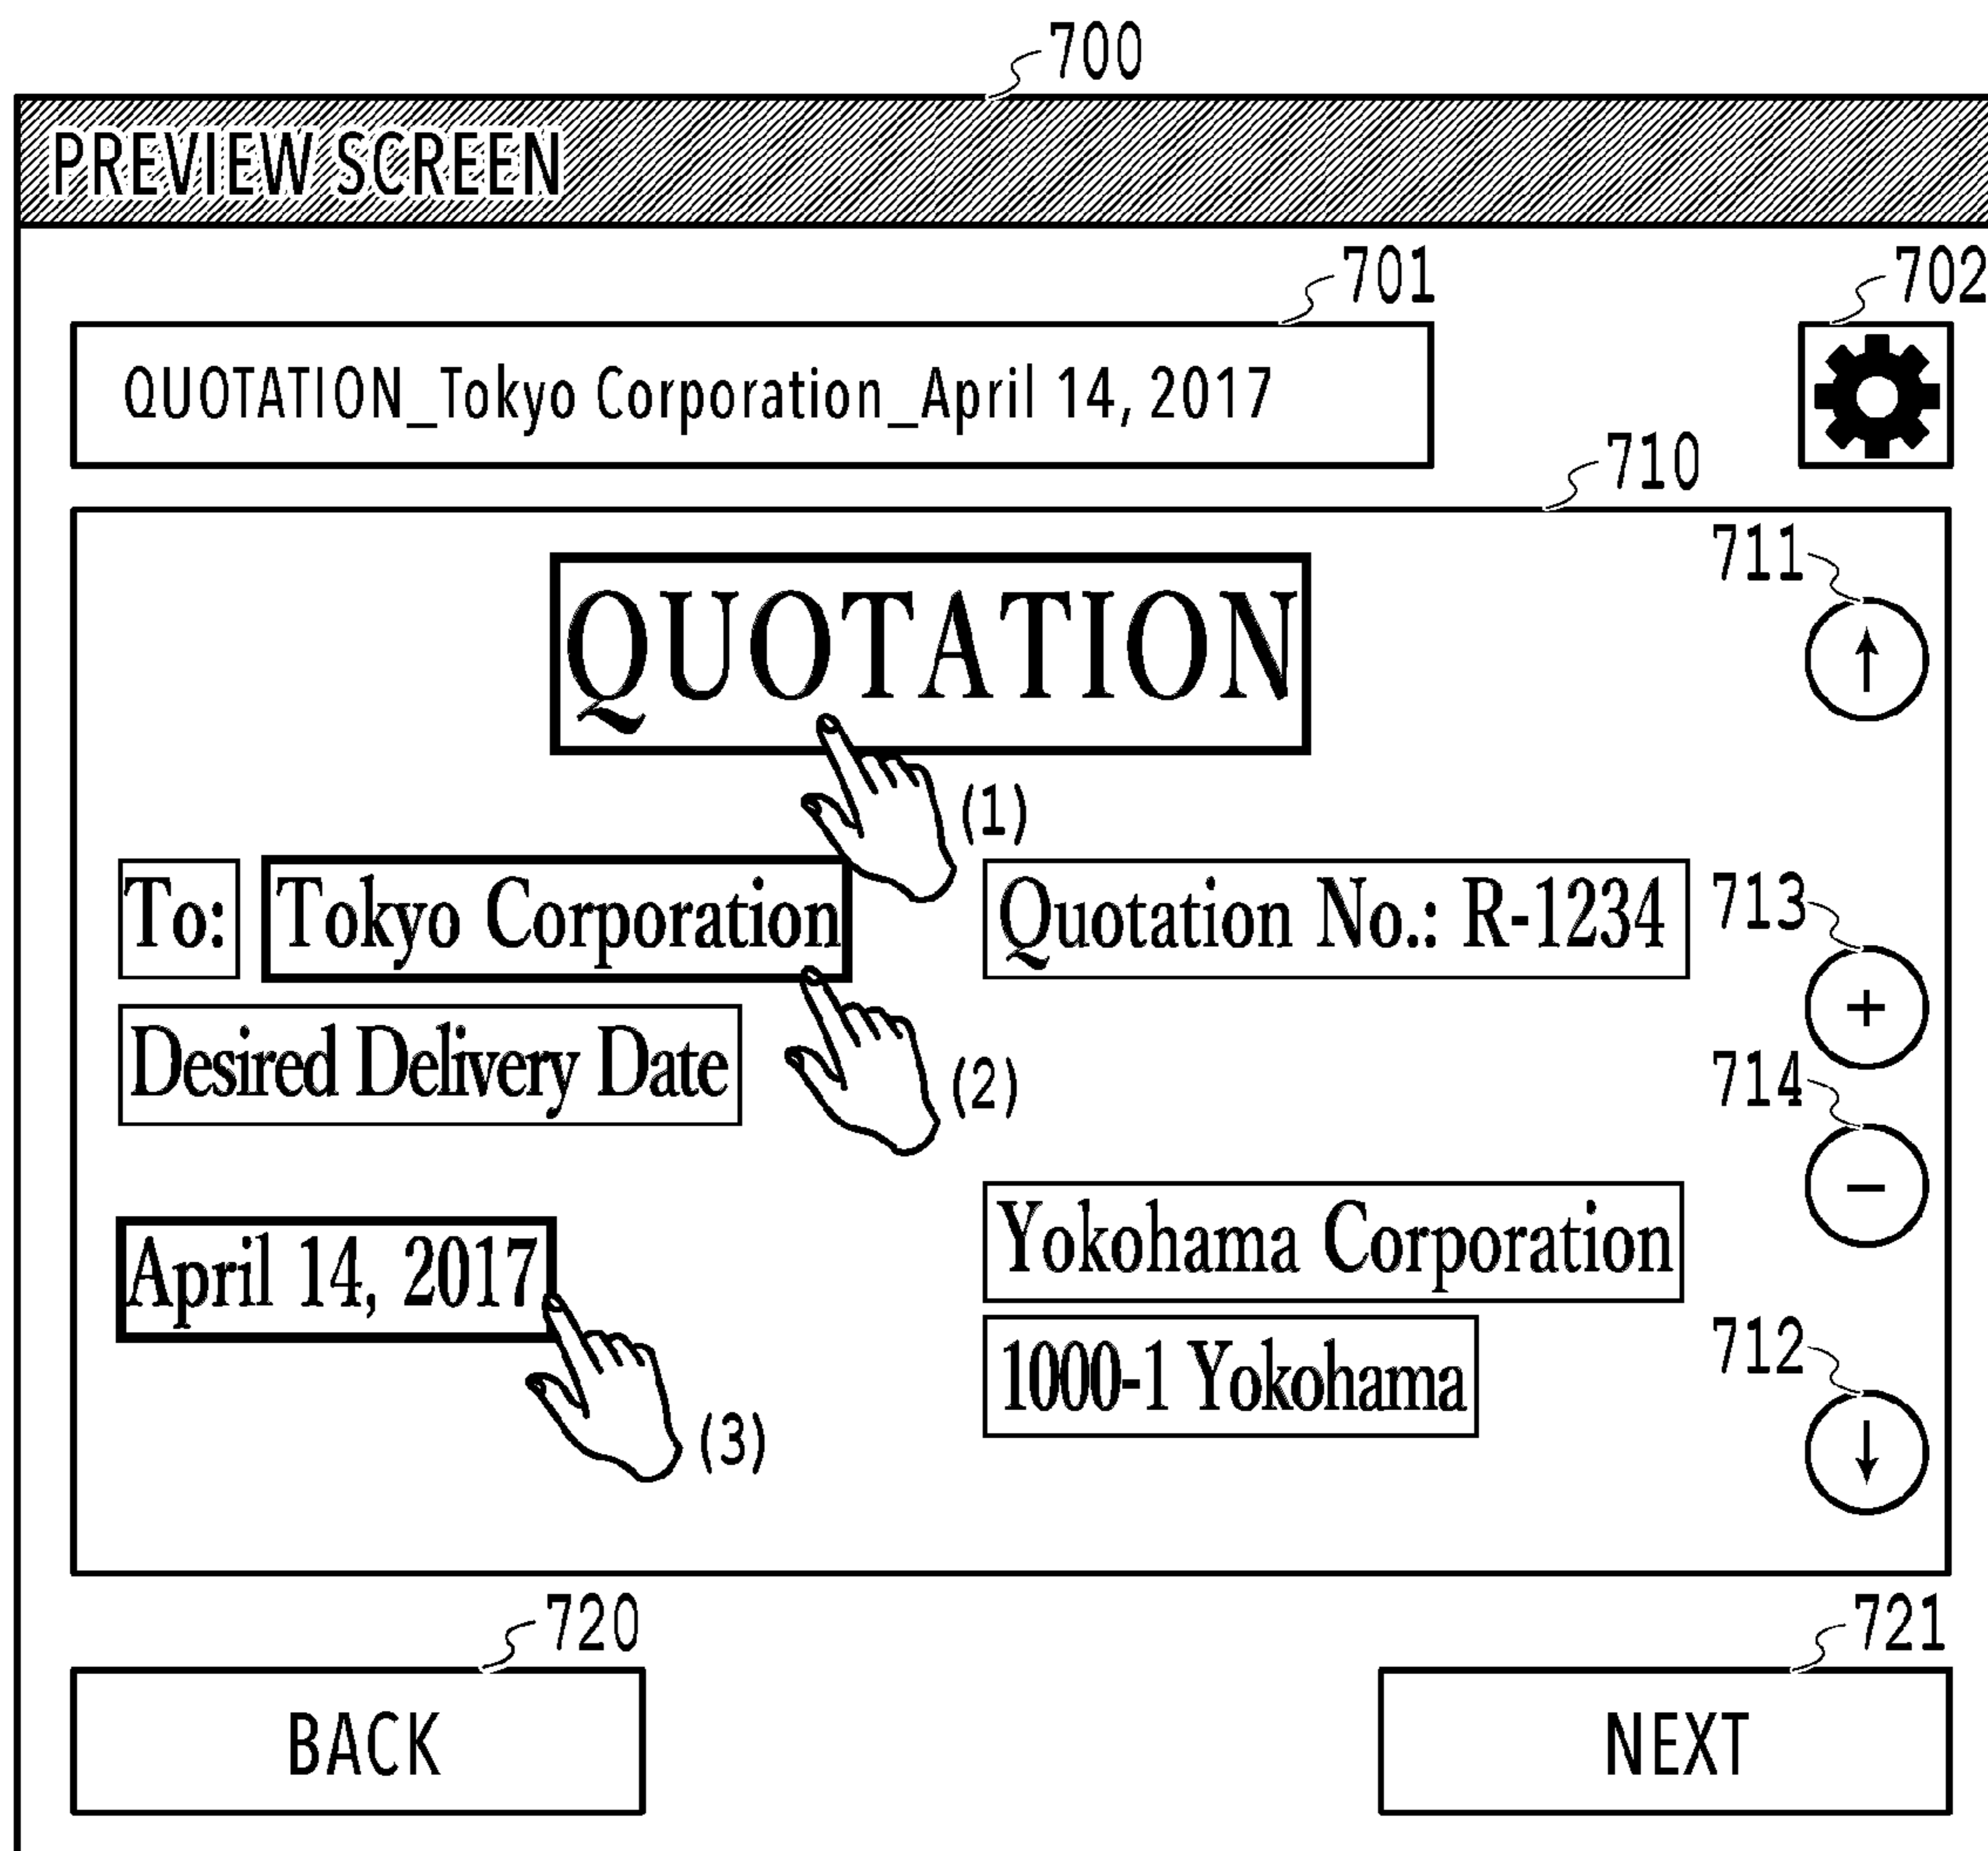 700
PREVIEW SCREEN
701
702
QUOTATION_Tokyo Corporation_April 14, 2017
710
711
QUOTATION
(1)
To: Tokyo Corporation
Quotation No.: R-1234
713
+
Desired Delivery Date
(2)
714
−
Yokohama Corporation
April 14, 2017
1000-1 Yokohama
712
(3)
720
721
BACK
NEXT